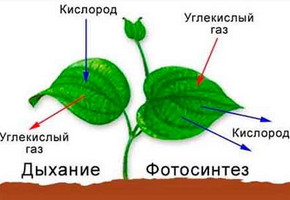 Кислород
Углекислый
газ
Углекислый
газ
Кислород
Дыхание
Фотосинтез